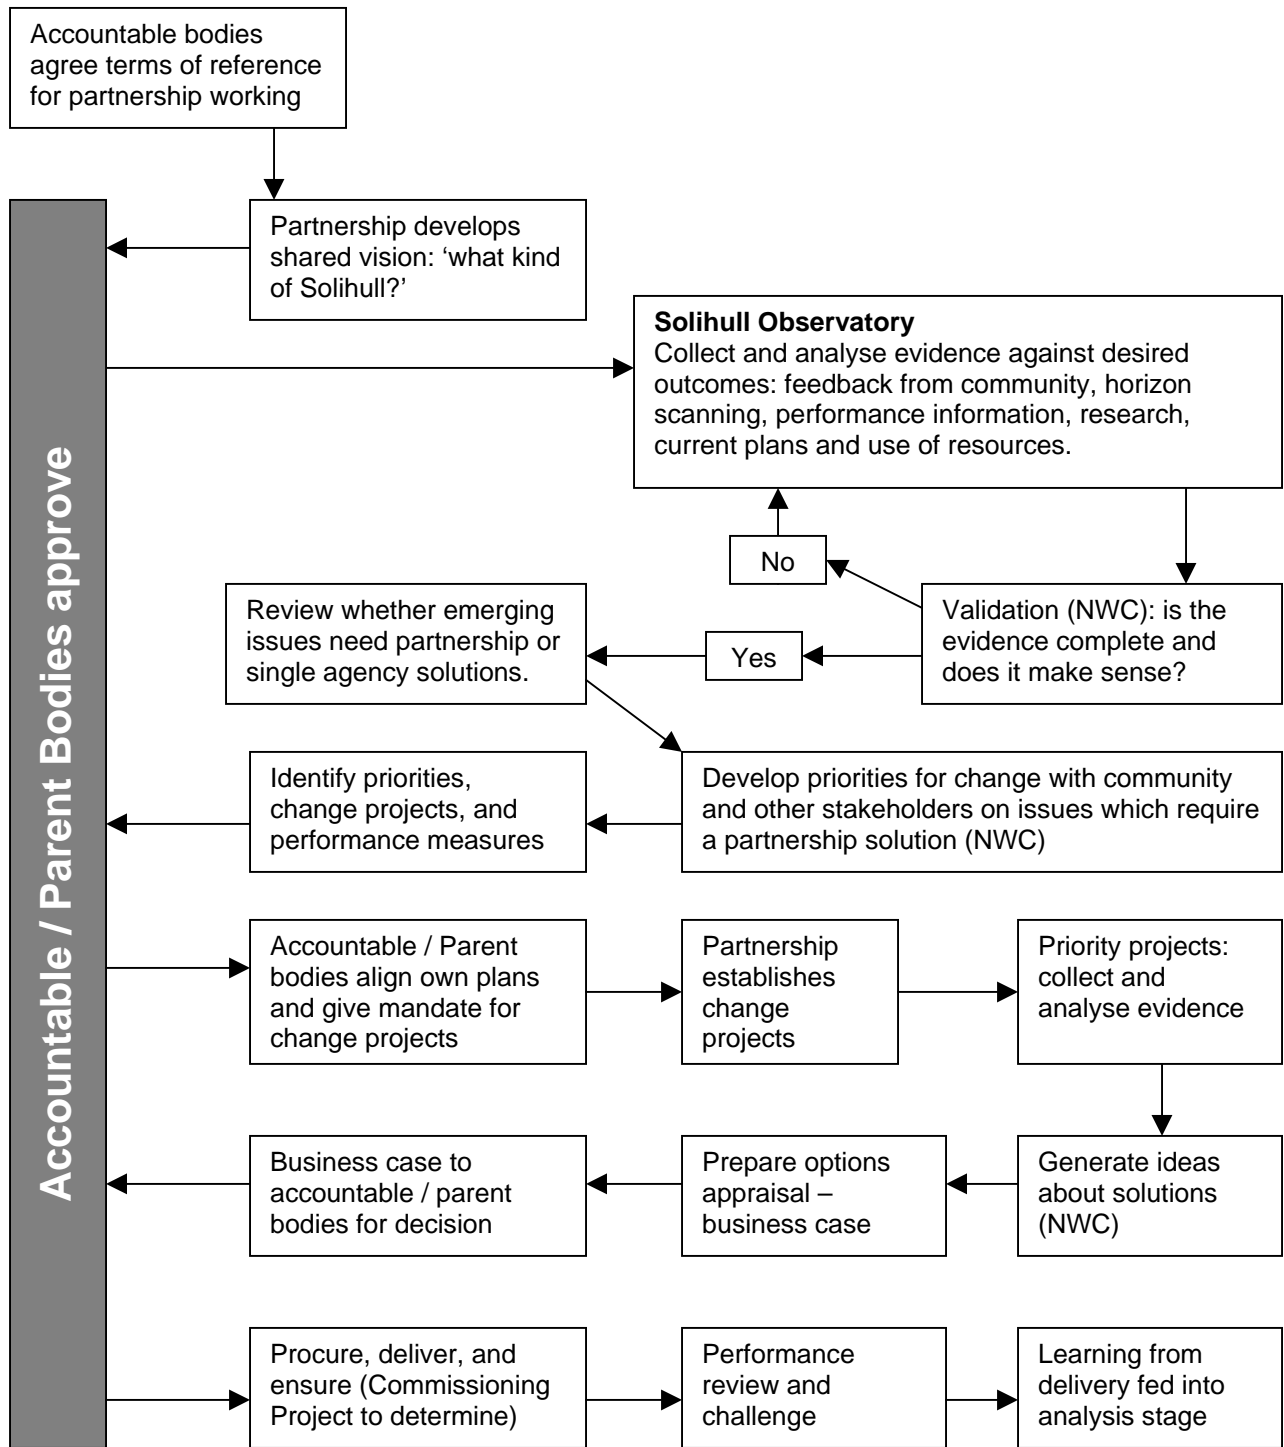 Accountable bodies
agree terms of reference
for partnership working
Accountable / Parent Bodies approve
Partnership develops
shared vision: ‘what kind
of Solihull?’
Solihull Observatory
Collect and analyse evidence against desired
outcomes: feedback from community, horizon
scanning, performance information, research,
current plans and use of resources.
No
Validation (NWC): is the
evidence complete and
does it make sense?
Yes
Review whether emerging
issues need partnership or
single agency solutions.
Develop priorities for change with community
and other stakeholders on issues which require
a partnership solution (NWC)
Identify priorities,
change projects, and
performance measures
Accountable / Parent
bodies align own plans
and give mandate for
change projects
Partnership
establishes
change
projects
Priority projects:
collect and
analyse evidence
Generate ideas
about solutions
(NWC)
Prepare options
appraisal –
business case
Business case to
accountable / parent
bodies for decision
Procure, deliver, and
ensure (Commissioning
Project to determine)
Performance
review and
challenge
Learning from
delivery fed into
analysis stage